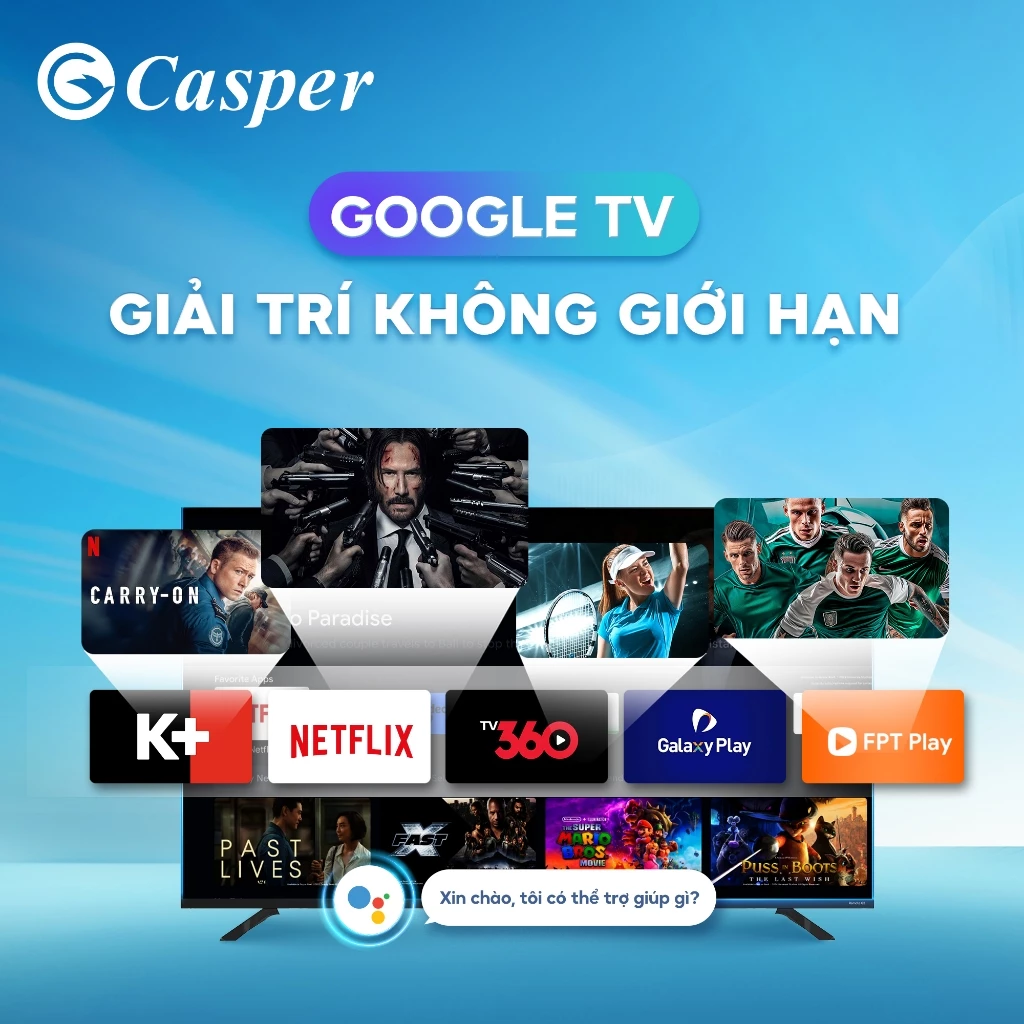 Casper
GOOGLE TV
GIẢI TRÍ KHÔNG GIỚI HẠN
N
CARRY-ON
o Paradise
Favorite Apps
K+
NETFLIX
TV360
Galaxy Play
FPT Play
PAST LIVES
FAST X
THE SUPER MARIO BROS MOVIE
PUSS IN BOOTS
THE LAST WISH
Xin chào, tôi có thể trợ giúp gì?